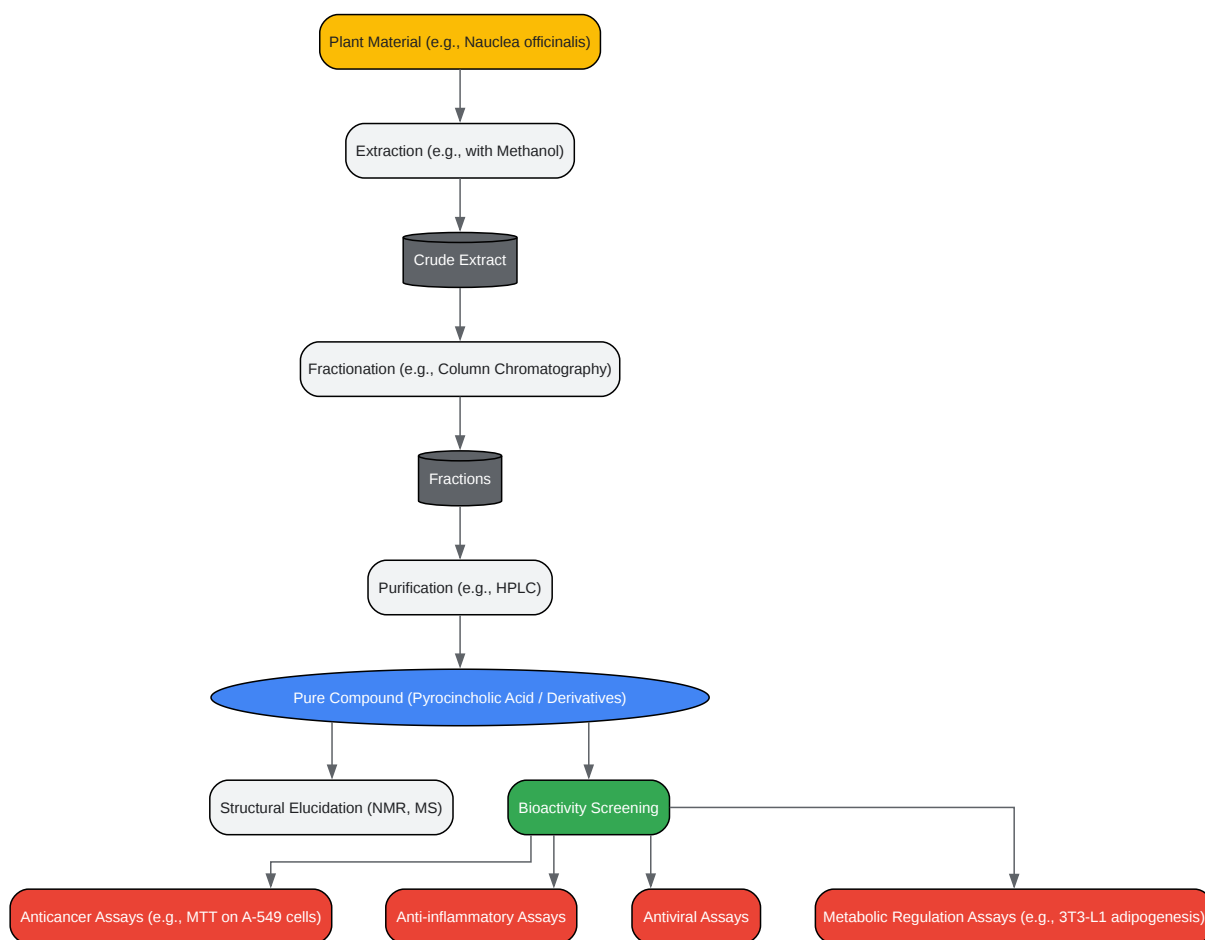 Plant Material (e.g., Nauclea officinalis)
Extraction (e.g., with Methanol)
Crude Extract
Fractionation (e.g., Column Chromatography)
Fractions
Purification (e.g., HPLC)
Pure Compound (Pyrocincholic Acid / Derivatives)
Structural Elucidation (NMR, MS)
Bioactivity Screening
Anticancer Assays (e.g., MTT on A-549 cells)
Anti-inflammatory Assays
Antiviral Assays
Metabolic Regulation Assays (e.g., 3T3-L1 adipogenesis)